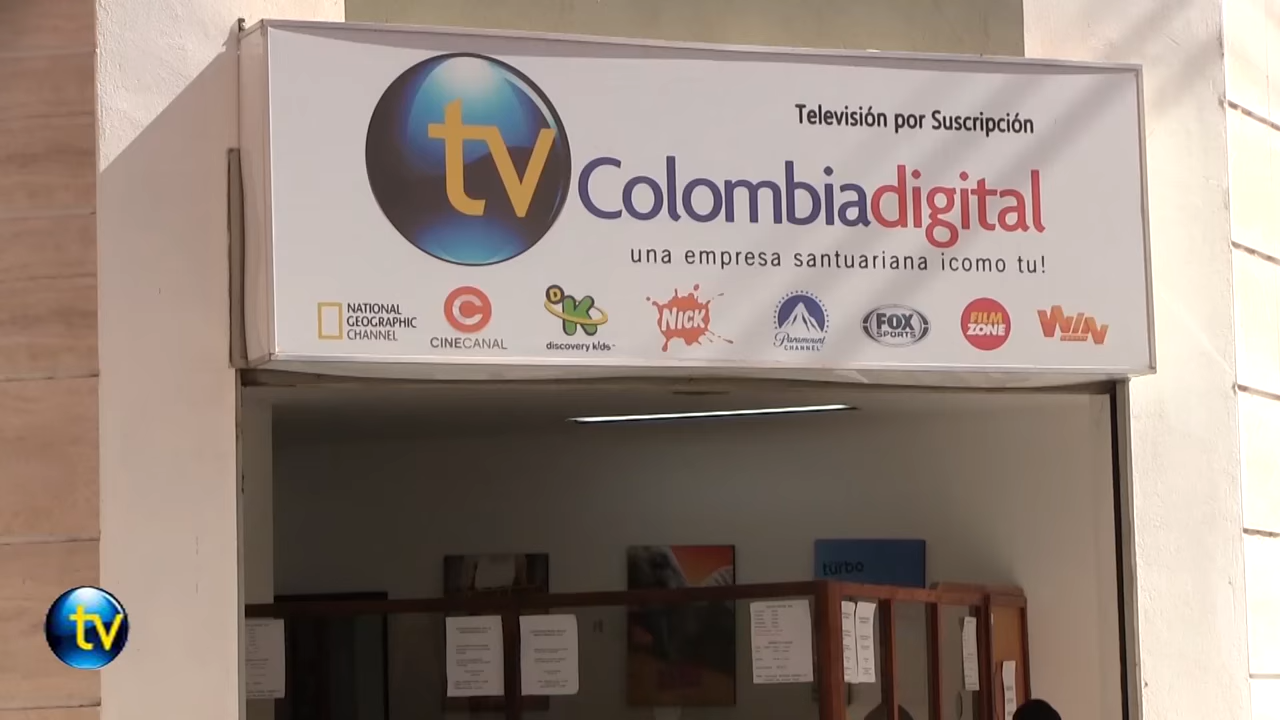 Televisión por Suscripción
tv
Colombiadigital
una empresa santuariana ¡como tu!
NATIONAL
GEOGRAPHIC
CHANNEL
CINECANAL
DK
discovery kids
NICK
Paramount
CHANNEL
FOX
SPORTS
FILM
ZONE
WIN
turbo
tv